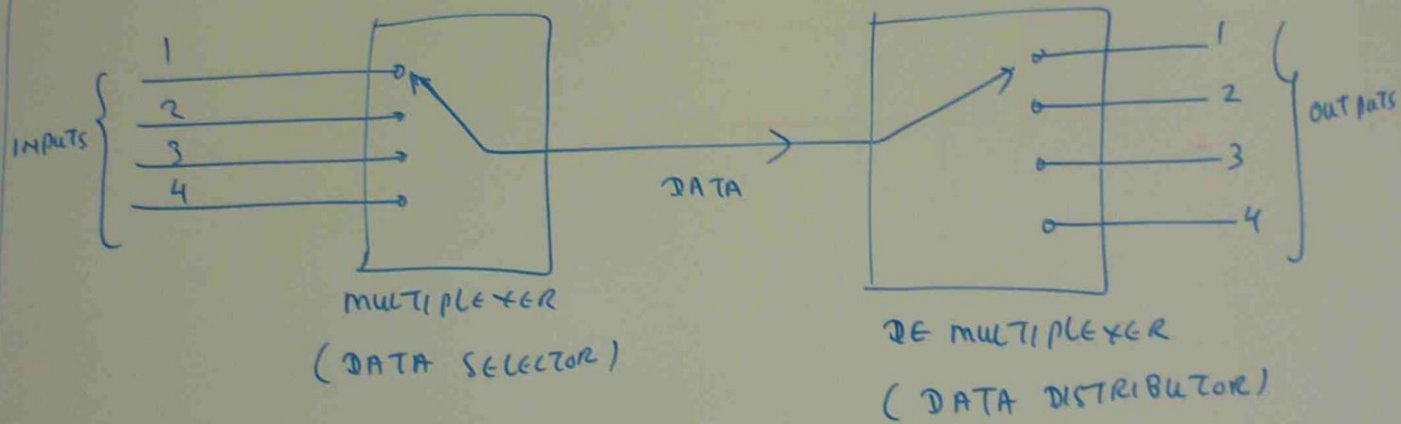 INPUTS
1
2
3
4
DATA
1
2
3
4
OUTPUTS
MULTIPLEXER
(DATA SELECTOR)
DE MULTIPLEXER
(DATA DISTRIBUTOR)